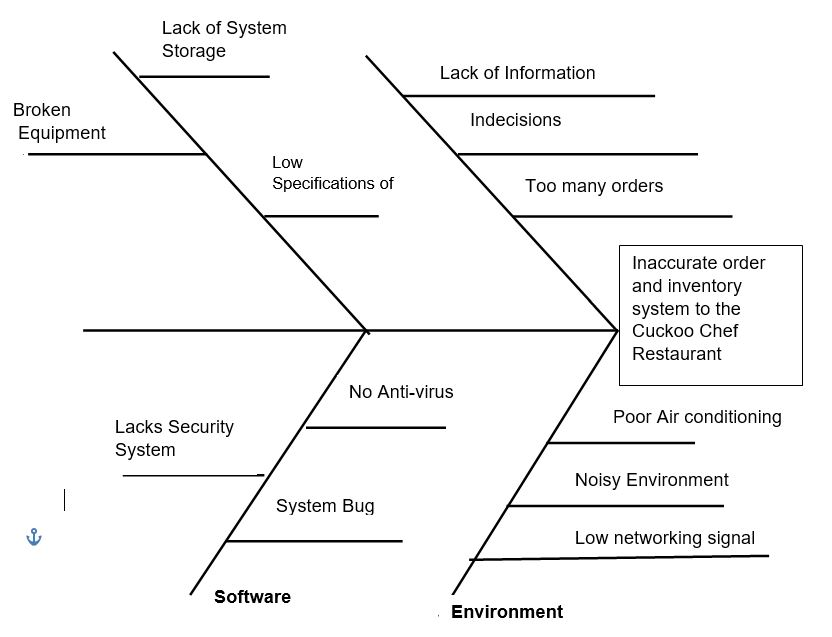 Lack of System
Storage
Broken
Equipment
Low
Specifications of
Lack of Information
Indecisions
Too many orders
Inaccurate order
and inventory
system to the
Cuckoo Chef
Restaurant
No Anti-virus
Lacks Security
System
System Bug
Software
Poor Air conditioning
Noisy Environment
Low networking signal
Environment